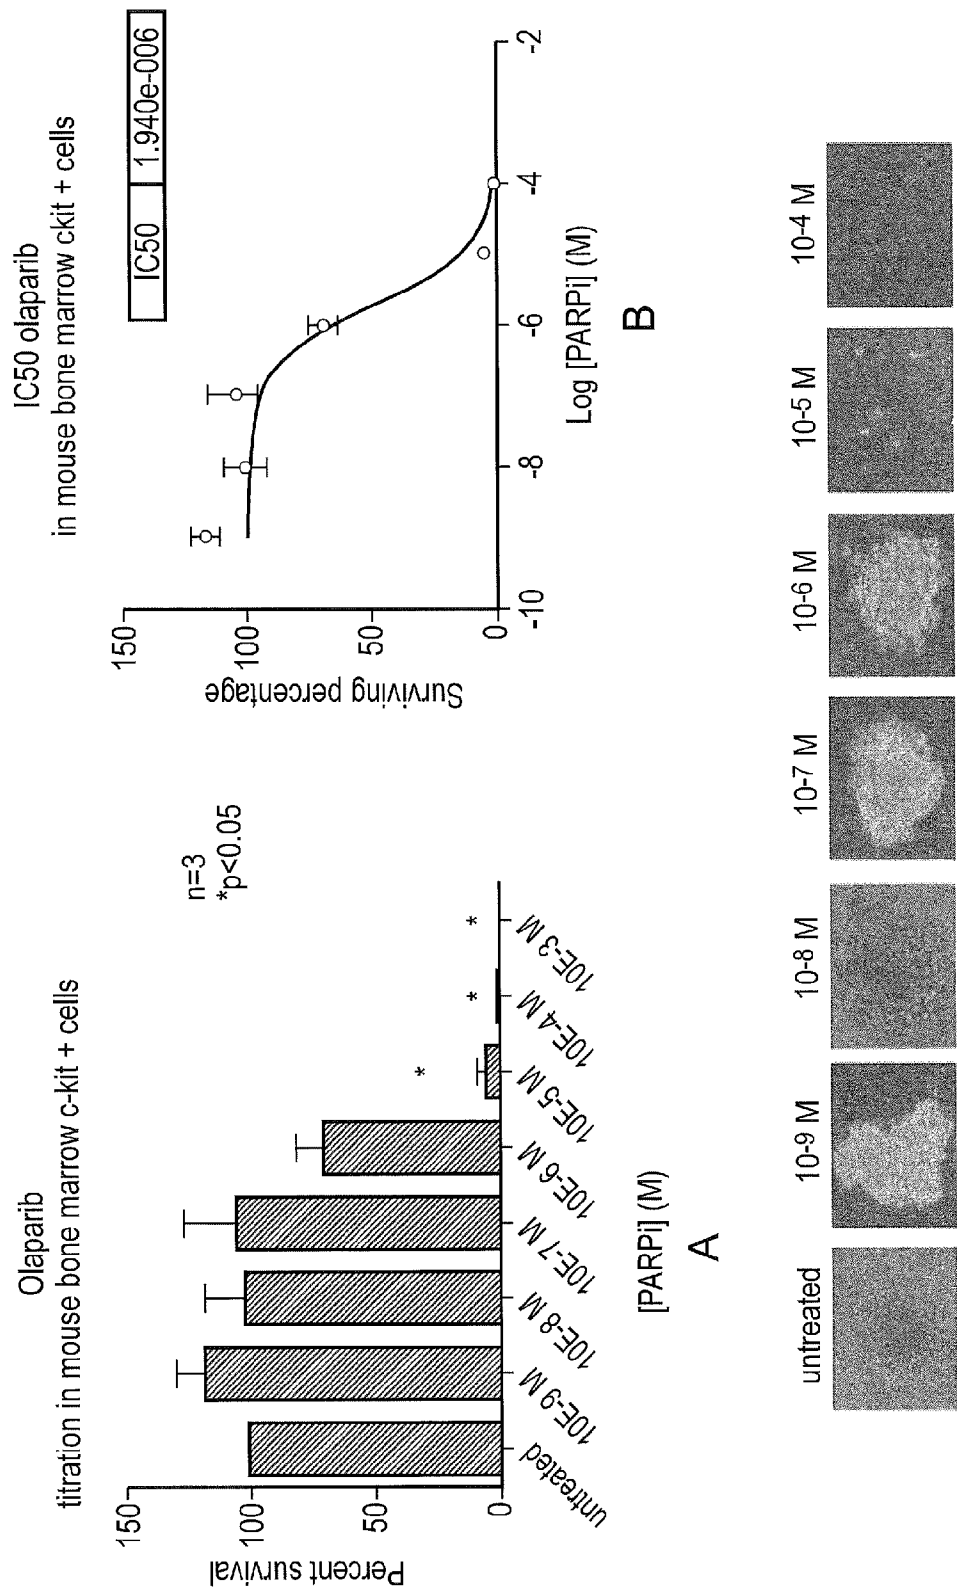 Olaparib
titration in mouse bone marrow c-kit + cells
n=3
*p<0.05
Percent survival
150
100
50
0
*
*
*
untreated
10E-9 M
10E-8 M
10E-7 M
10E-6 M
10E-5 M
10E-4 M
10E-3 M
[PARPi] (M)
A
IC50 olaparib
in mouse bone marrow ckit + cells
IC50 1.940e-006
Surviving percentage
150
100
50
0
-10 -8 -6 -4 -2
Log [PARPi] (M)
B
untreated 10-9 M 10-8 M 10-7 M 10-6 M 10-5 M 10-4 M